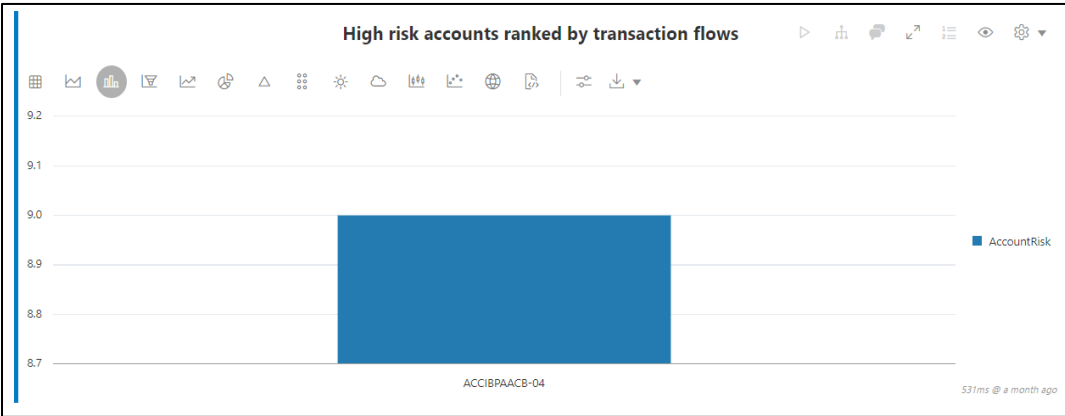 High risk accounts ranked by transaction flows
9.2
9.1
9.0
8.9
8.8
8.7
AccountRisk
ACCIBPAACB-04
531ms @ a month ago